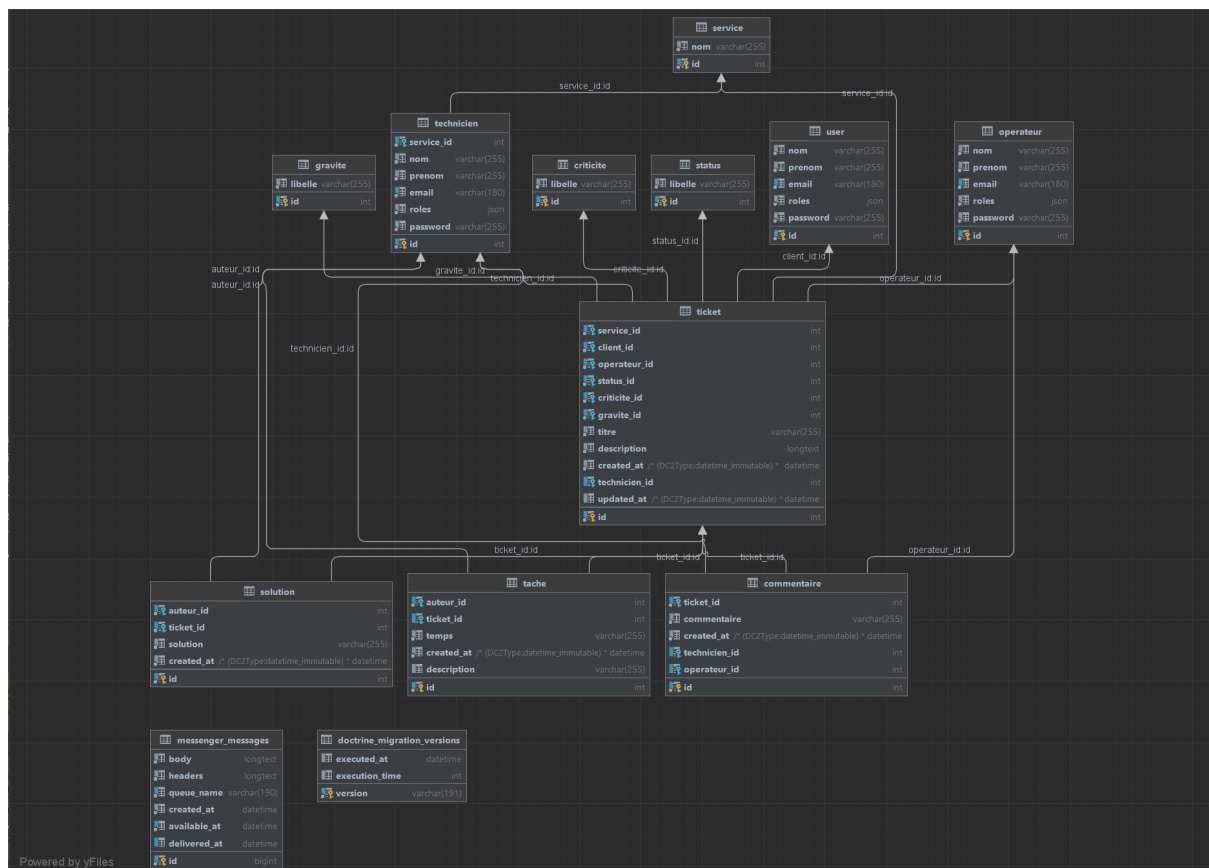 service
nom varchar(255)
id int
service_id:id
service_id:id
technicien
service_id int
nom varchar(255)
prenom varchar(255)
email varchar(180)
roles json
password varchar(255)
id int
gravite
libelle varchar(255)
id int
criticite
libelle varchar(255)
id int
status
libelle varchar(255)
id int
user
nom varchar(255)
prenom varchar(255)
email varchar(180)
roles json
password varchar(255)
id int
operateur
nom varchar(255)
prenom varchar(255)
email varchar(180)
roles json
password varchar(255)
id int
status_id:id
client_id:id
auteur_id:id
auteur_id:id
gravite_id:id
technicien_id:id
criticite_id:id
operateur_id:id
technicien_id:id
ticket
service_id int
client_id int
operateur_id int
status_id int
criticite_id int
gravite_id int
titre varchar(255)
description longtext
created_at /* (DC2Type:datetime_immutable) * datetime
technicien_id int
updated_at /* (DC2Type:datetime_immutable) * datetime
id int
ticket_id:id
ticket_id:id
ticket_id:id
operateur_id:id
solution
auteur_id int
ticket_id int
solution varchar(255)
created_at /* (DC2Type:datetime_immutable) * datetime
id int
tache
auteur_id int
ticket_id int
temps varchar(255)
created_at /* (DC2Type:datetime_immutable) * datetime
description varchar(255)
id int
commentaire
ticket_id int
commentaire varchar(255)
created_at /* (DC2Type:datetime_immutable) * datetime
technicien_id int
operateur_id int
id int
messenger_messages
body longtext
headers longtext
queue_name varchar(190)
created_at datetime
available_at datetime
delivered_at datetime
id bigint
doctrine_migration_versions
executed_at datetime
execution_time int
version varchar(191)
Powered by yFiles